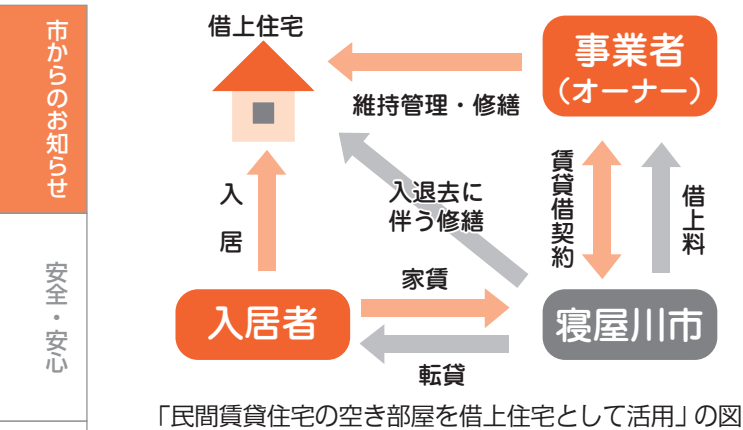 市からのお知らせ
安全・安心
借上住宅
事業者
（オーナー）
維持管理・修繕
賃貸借契約
借上料
入退去に
伴う修繕
入居
家賃
入居者
寝屋川市
転貸
「民間賃貸住宅の空き部屋を借上住宅として活用」の図